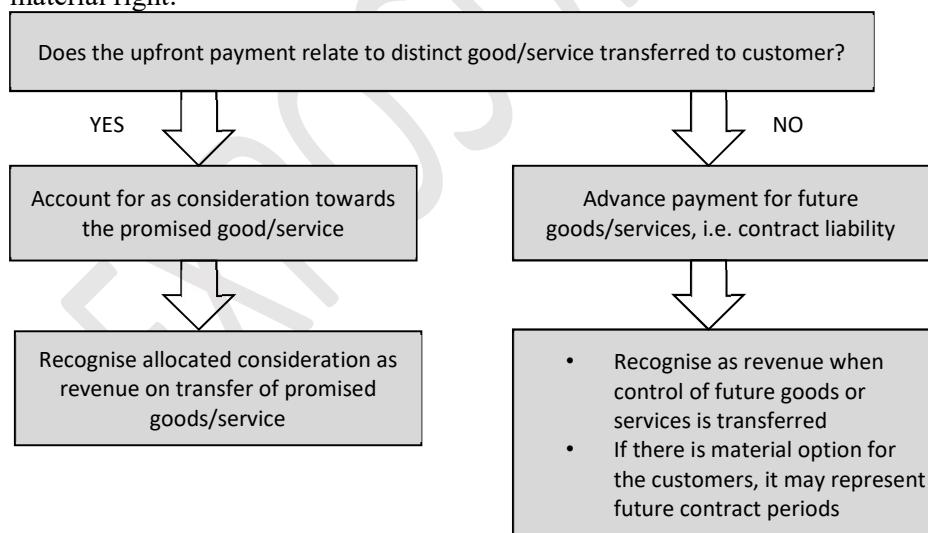 material right.
Does the upfront payment relate to distinct good/service transferred to customer?
YES
NO
Account for as consideration towards
the promised good/service
Advance payment for future
goods/services, i.e. contract liability
Recognise allocated consideration as
revenue on transfer of promised
goods/service
• Recognise as revenue when
control of future goods or
services is transferred
• If there is material option for
the customers, it may represent
future contract periods